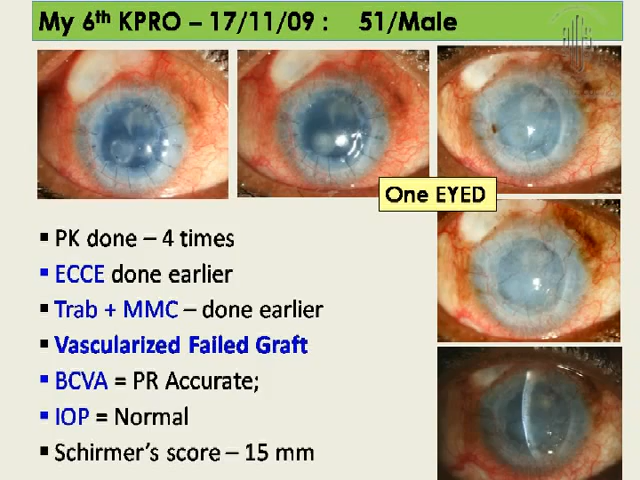 My 6th KPRO – 17/11/09 : 51/Male
One EYED
▪ PK done – 4 times
▪ ECCE done earlier
▪ Trab + MMC – done earlier
▪ Vascularized Failed Graft
▪ BCVA = PR Accurate;
▪ IOP = Normal
▪ Schirmer's score – 15 mm